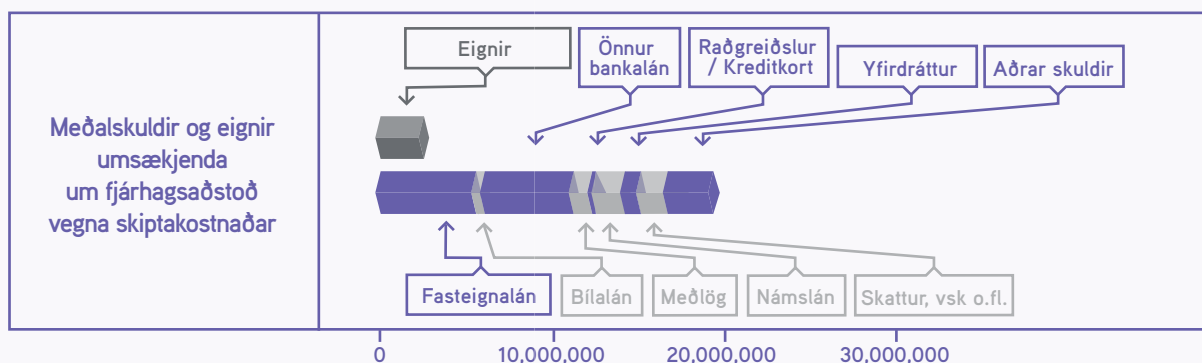 Meðalskuldir og eignir
umsækjenda
um fjárhagsaðstoð
vegna skiptakostnaðar
Eignir
Önnur
bankalán
Raðgreiðslur
/ Kreditkort
Yfirdráttur
Aðrar skuldir
Fasteignalán
Bílalán
Meðlög
Námslán
Skattur, vsk o.fl.
0
10,000,000
20,000,000
30,000,000